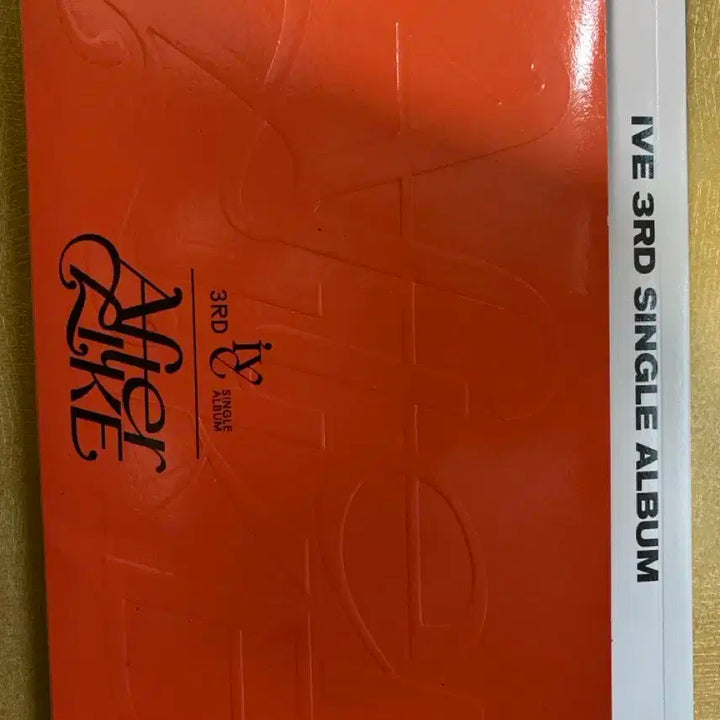 IVE 3RD SINGLE ALBUM
3RD
IVE
SINGLE
ALBUM
After
LIKE